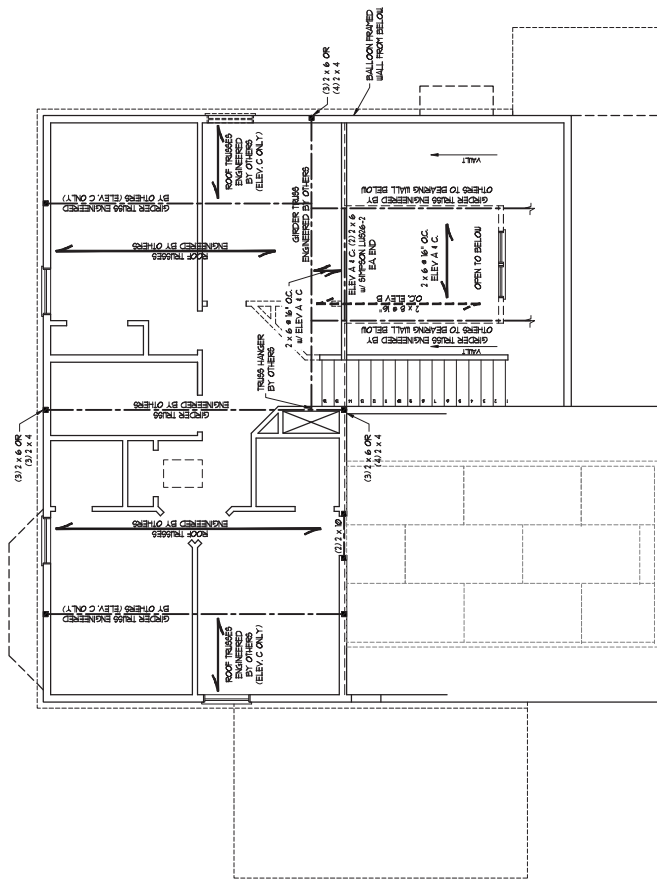 (3) 2 x 6 OR
(4) 2 x 4
BALLOON FRAMED
WALL FROM BELOW
ROOF TRUSSES
ENGINEERED
BY OTHERS
(ELEV. C ONLY)
GIRDER TRUSS ENGINEERED
BY OTHERS (ELEV. C ONLY)
ROOF TRUSSES
ENGINEERED BY OTHERS
GIRDER TRUSS
ENGINEERED BY OTHERS
VAULT
GIRDER TRUSS ENGINEERED BY
OTHERS TO BEARING WALL BELOW
ELEV A & C: (2) 2 x 6
w/ SIMPSON LUS26-2
EA. END
2 x 6 @ 16" O.C.
ELEV A & C.
OPEN TO BELOW
2 x 8 @ 16"
O.C. ELEV B
2 x 6 @ 16" O.C.
w/ ELEV A & C
GIRDER TRUSS ENGINEERED BY
OTHERS TO BEARING WALL BELOW
VAULT
TRUSS HANGER
BY OTHERS
(3) 2 x 6 OR
(3) 2 x 4
GIRDER TRUSS
ENGINEERED BY OTHERS
(3) 2 x 6 OR
(4) 2 x 4
ROOF TRUSSES
ENGINEERED BY OTHERS
(2) 2 x 10
GIRDER TRUSS ENGINEERED
BY OTHERS (ELEV. C ONLY)
ROOF TRUSSES
ENGINEERED
BY OTHERS
(ELEV. C ONLY)